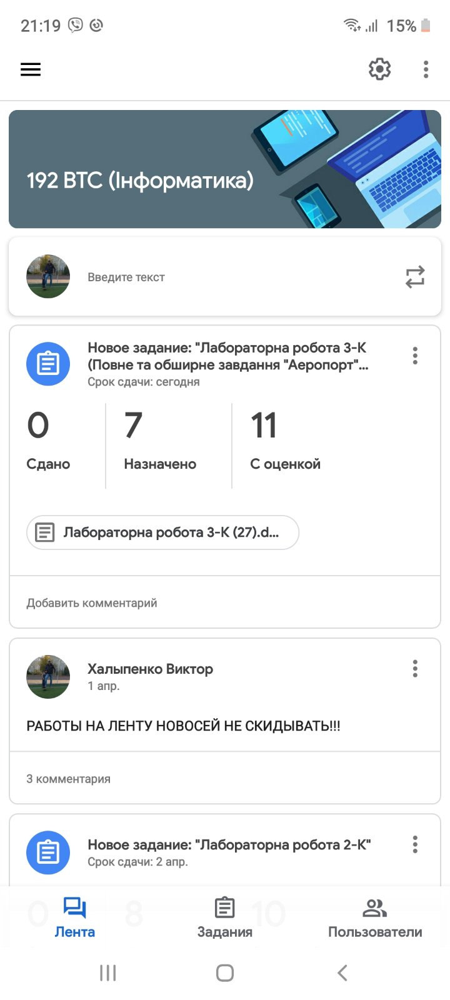 21:19
15%
192 ВТС (Інформатика)
Введите текст
Новое задание: "Лабораторна робота 3-К
(Повне та обширне завдання "Аеропорт"...
Срок сдачи: сегодня
0
7
11
Сдано
Назначено
С оценкой
Лабораторна робота 3-К (27).d...
Добавить комментарий
Халыпенко Виктор
1 апр.
РАБОТЫ НА ЛЕНТУ НОВОСЕЙ НЕ СКИДЫВАТЬ!!!
3 комментария
Новое задание: "Лабораторна робота 2-К"
Срок сдачи: 2 апр.
0
8
10
Лента
Задания
Пользователи